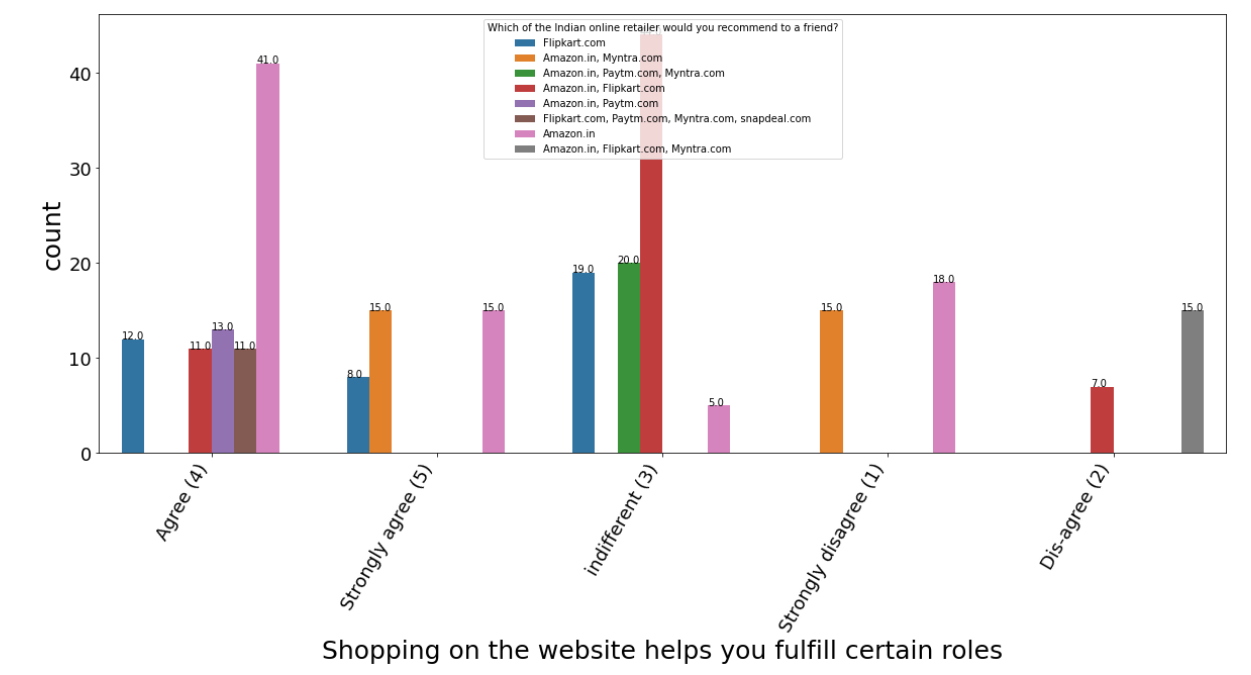 Which of the Indian online retailer would you recommend to a friend?
Flipkart.com
Amazon.in, Myntra.com
Amazon.in, Paytm.com, Myntra.com
Amazon.in, Flipkart.com
Amazon.in, Paytm.com
Flipkart.com, Paytm.com, Myntra.com, snapdeal.com
Amazon.in
Amazon.in, Flipkart.com, Myntra.com
count
40
30
20
10
0
12.0
11.0
13.0
11.0
41.0
8.0
15.0
15.0
19.0
20.0
5.0
15.0
18.0
7.0
15.0
Agree (4)
Strongly agree (5)
indifferent (3)
Strongly disagree (1)
Dis-agree (2)
Shopping on the website helps you fulfill certain roles